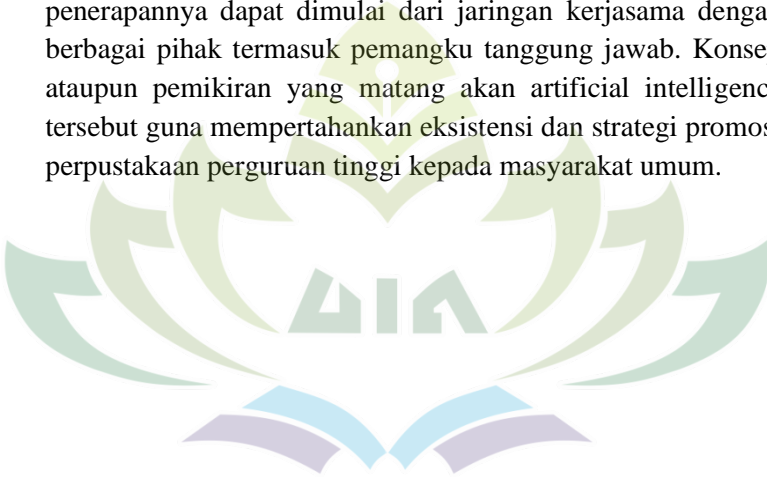 penerapannya dapat dimulai dari jaringan kerjasama denga
berbagai pihak termasuk pemangku tanggung jawab. Konse
ataupun pemikiran yang matang akan artificial intelligenc
tersebut guna mempertahankan eksistensi dan strategi promos
perpustakaan perguruan tinggi kepada masyarakat umum.
UIN